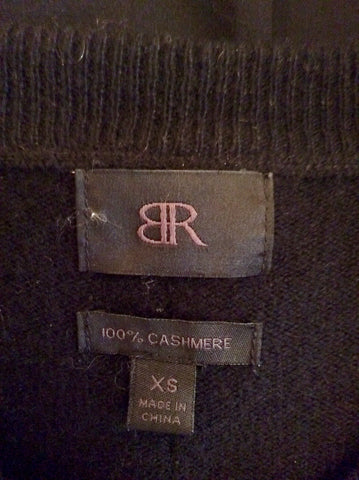 BR
100% CASHMERE
XS
MADE IN
CHINA